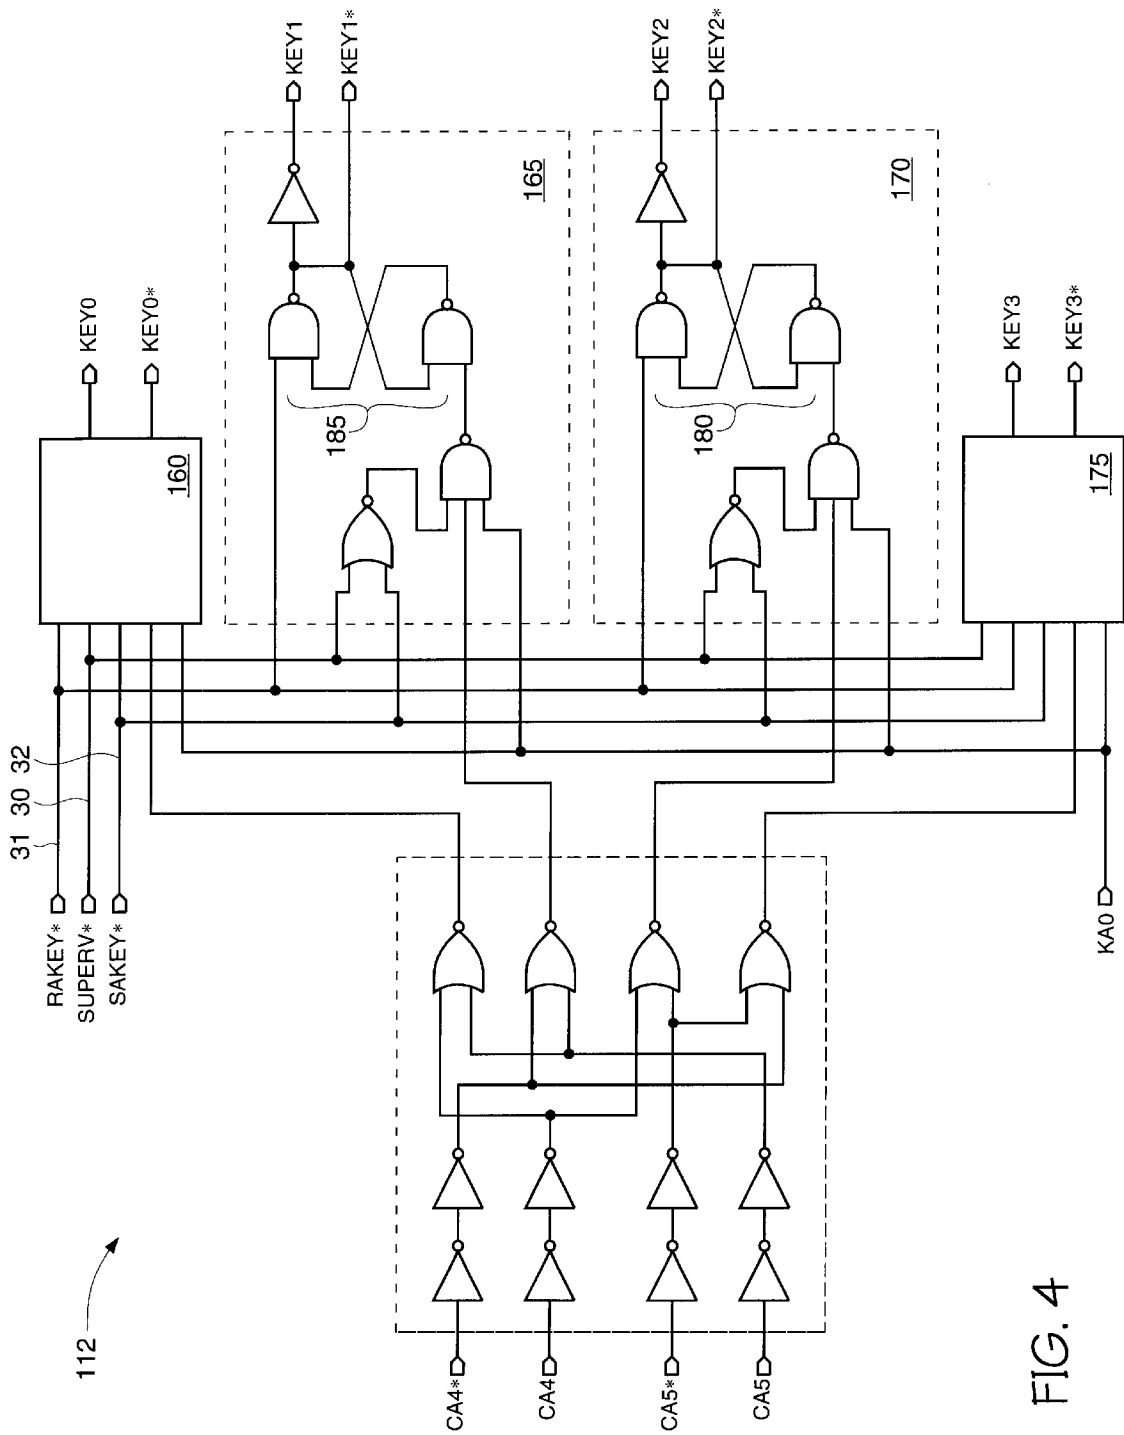 112
RAKEY*
SUPERV*
SAKEY*
31
30
32
160
KEY0
KEY0*
185
165
KEY1
KEY1*
180
170
KEY2
KEY2*
175
KEY3
KEY3*
CA4*
CA4
CA5*
CA5
KA0
FIG. 4